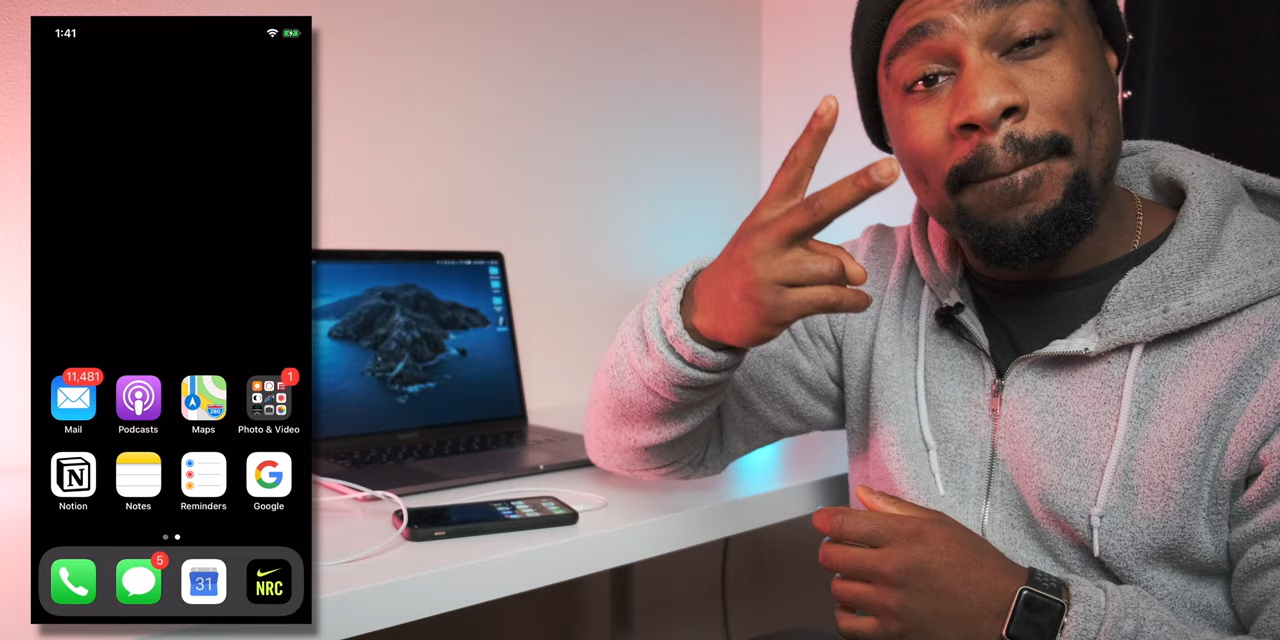 1:41
11,481
1
Mail Podcasts Maps Photo & Video
280
N
Notion Notes Reminders Google
G
5
31
NRC